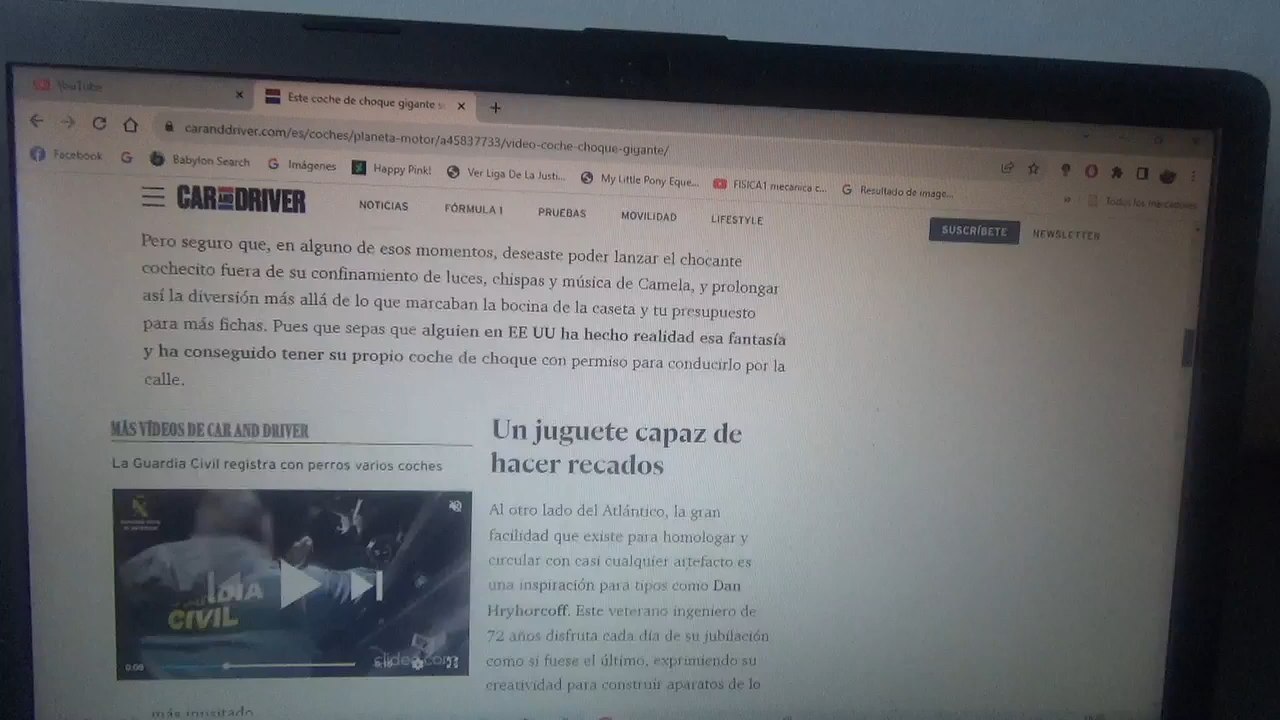 YouTube
Este coche de choque gigante s
caranddriver.com/es/coches/planeta-motor/a45837733/video-coche-choque-gigante/
Facebook
Babylon Search
Imágenes
Happy Pink!
Ver Liga De La Justi...
My Little Pony Eque...
FISICA1 mecanica c...
Resultado de image...
Todos los marcadores
CAR AND DRIVER
NOTICIAS
FÓRMULA 1
PRUEBAS
MOVILIDAD
LIFESTYLE
SUSCRÍBETE
NEWSLETTER
Pero seguro que, en alguno de esos momentos, deseaste poder lanzar el chocante
cochecito fuera de su confinamiento de luces, chispas y música de Camela, y prolongar
así la diversión más allá de lo que marcaban la bocina de la caseta y tu presupuesto
para más fichas. Pues que sepas que alguien en EE UU ha hecho realidad esa fantasía
y ha conseguido tener su propio coche de choque con permiso para conducirlo por la
calle.
MÁS VÍDEOS DE CAR AND DRIVER
La Guardia Civil registra con perros varios coches
CIVIL
0:09
Un juguete capaz de
hacer recados
Al otro lado del Atlántico, la gran
facilidad que existe para homologar y
circular con casi cualquier artefacto es
una inspiración para tipos como Dan
Hryhorcoff. Este veterano ingeniero de
72 años disfruta cada día de su jubilación
como si fuese el último, exprimiendo su
creatividad para construir aparatos de lo
más inusitado